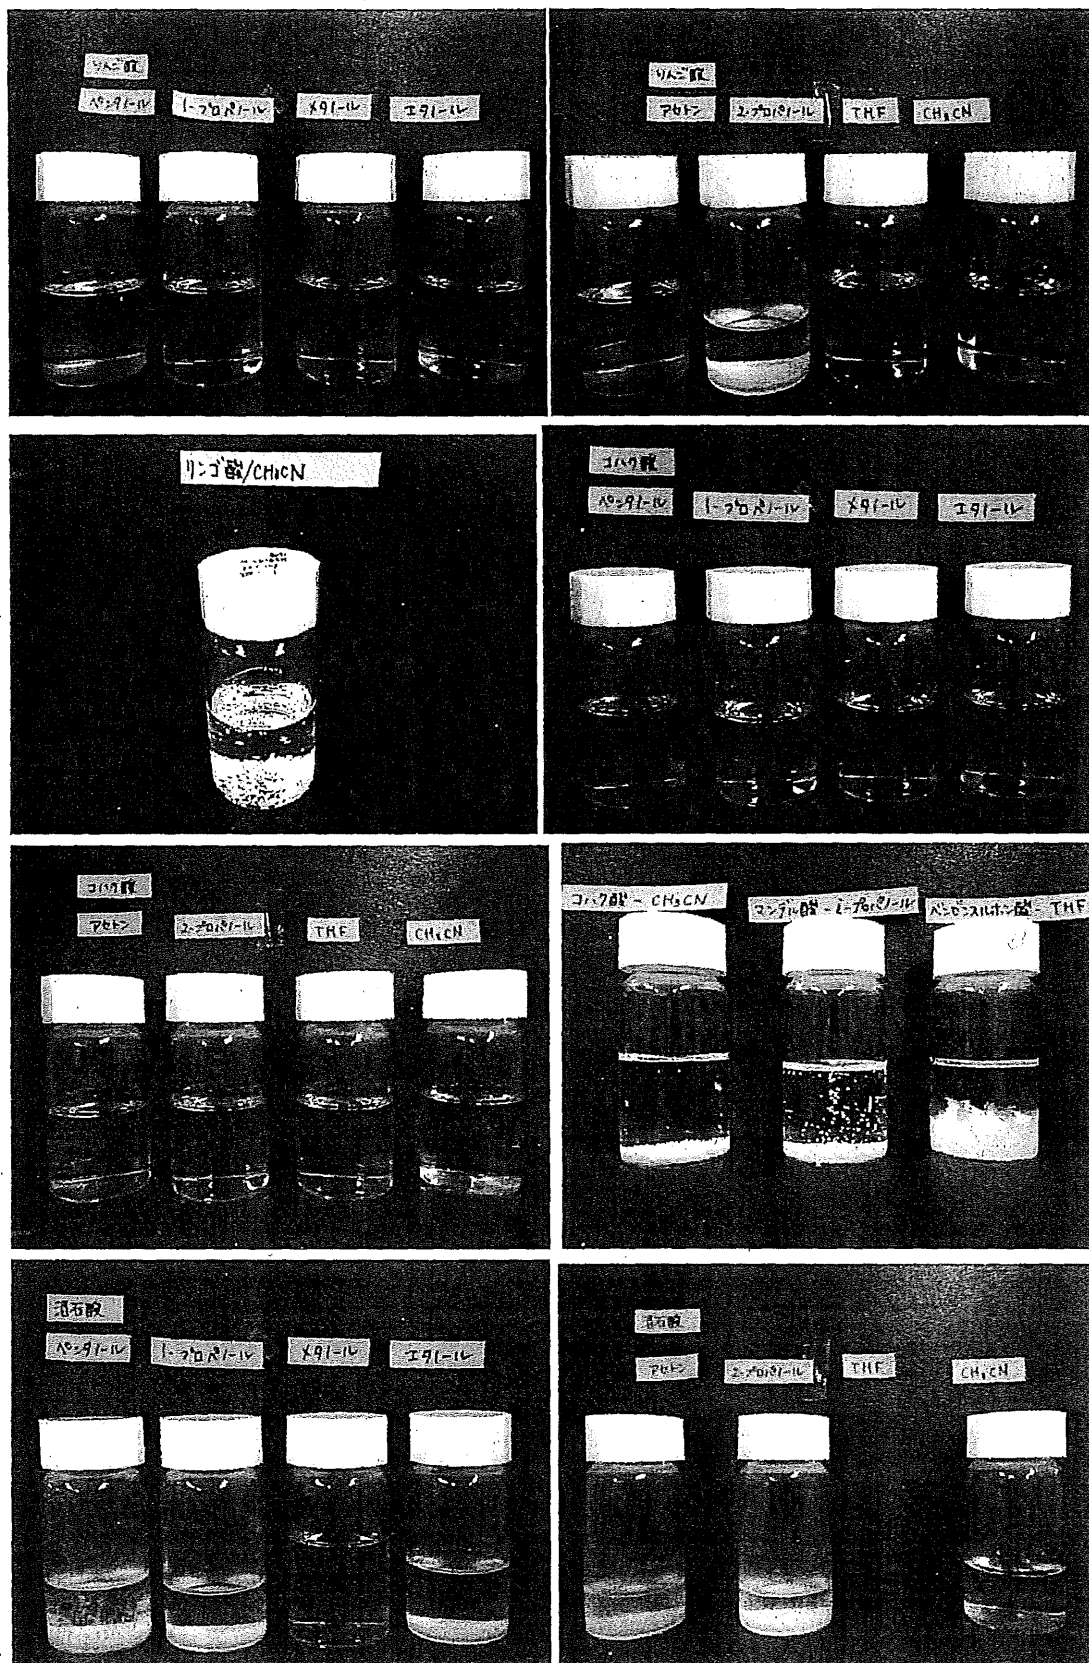 りんご酸
ペンタノール 1-プロパノール メタノール エタノール
りんご酸
アセトン 2-プロパノール THF CH3CN
リンゴ酸/CH3CN
コハク酸
ペンタノール 1-プロパノール メタノール エタノール
コハク酸
アセトン 2-プロパノール THF CH3CN
コハク酸-CH3CN マンデル酸-2-プロパノール ベンゼンスルホン酸-THF
酒石酸
ペンタノール 1-プロパノール メタノール エタノール
酒石酸
アセトン 2-プロパノール THF CH3CN